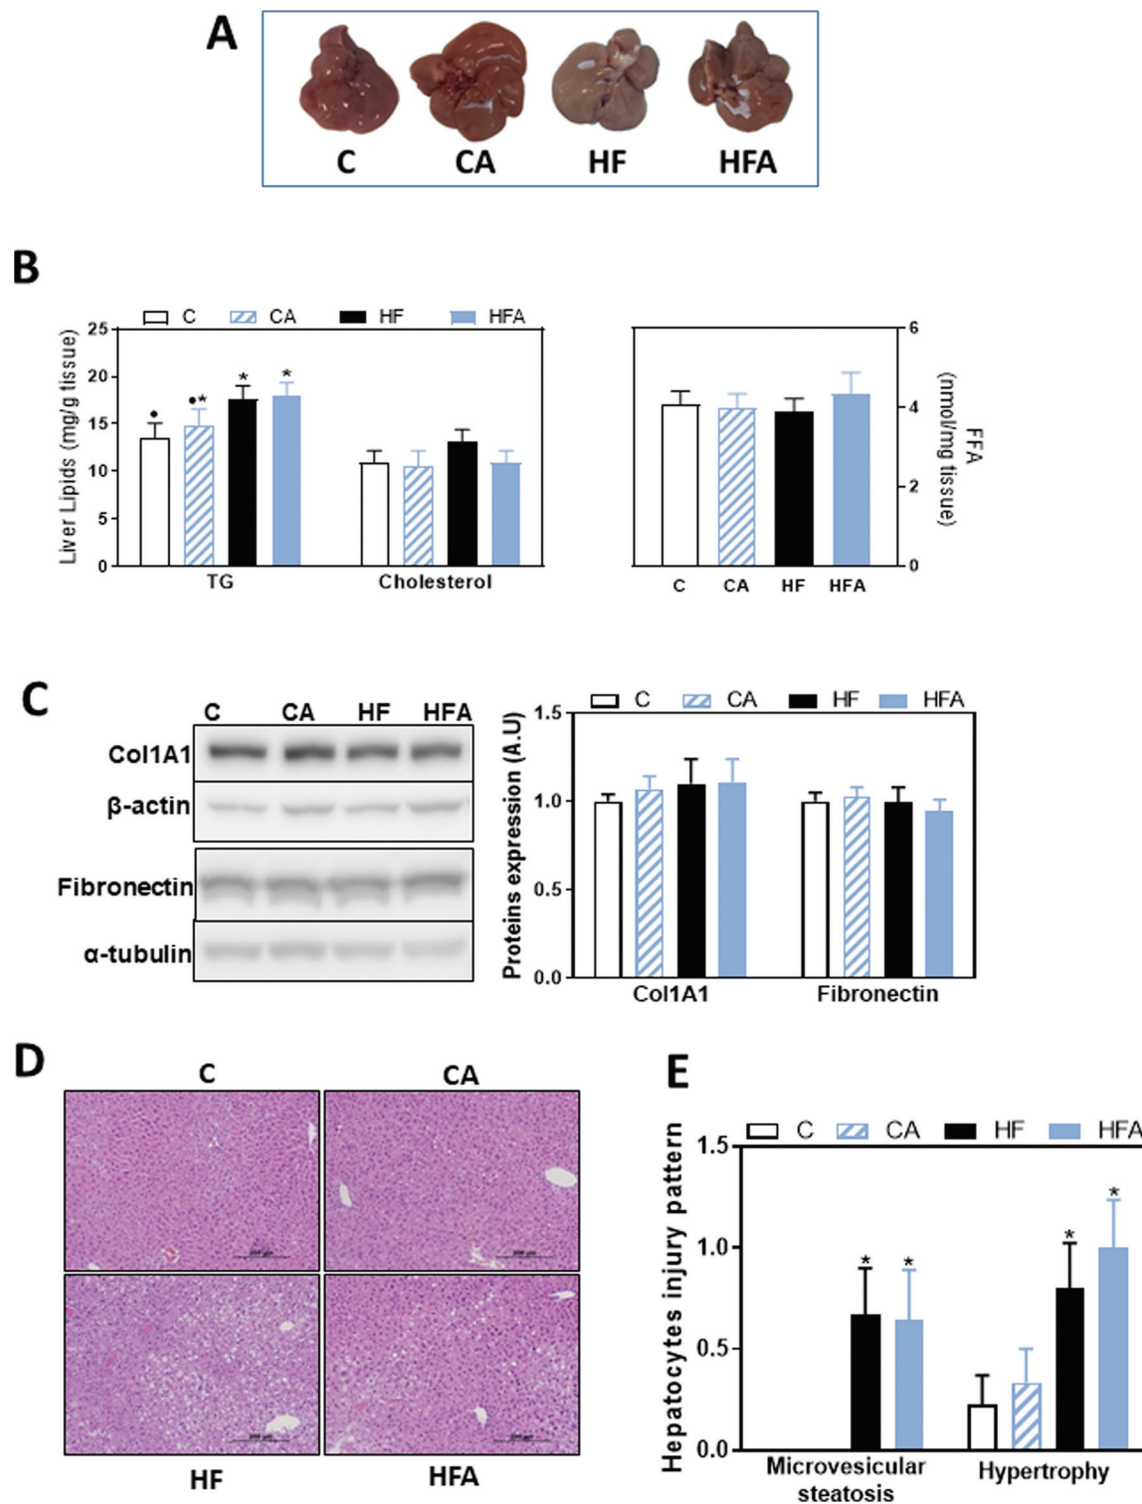 A
C CA HF HFA
B
C CA HF HFA
Liver Lipids (mg/g tissue)
25
20
15
10
5
0
● ●* * *
TG Cholesterol
6
4
2
0
FFA
(nmol/mg tissue)
C CA HF HFA
C
C CA HF HFA
Col1A1
β-actin
Fibronectin
α-tubulin
C CA HF HFA
Proteins expression (A.U)
1.5
1.0
0.5
0.0
Col1A1 Fibronectin
D
C CA
HF HFA
E
C CA HF HFA
Hepatocytes injury pattern
1.5
1.0
0.5
0.0
* * * *
Microvesicular
steatosis
Hypertrophy